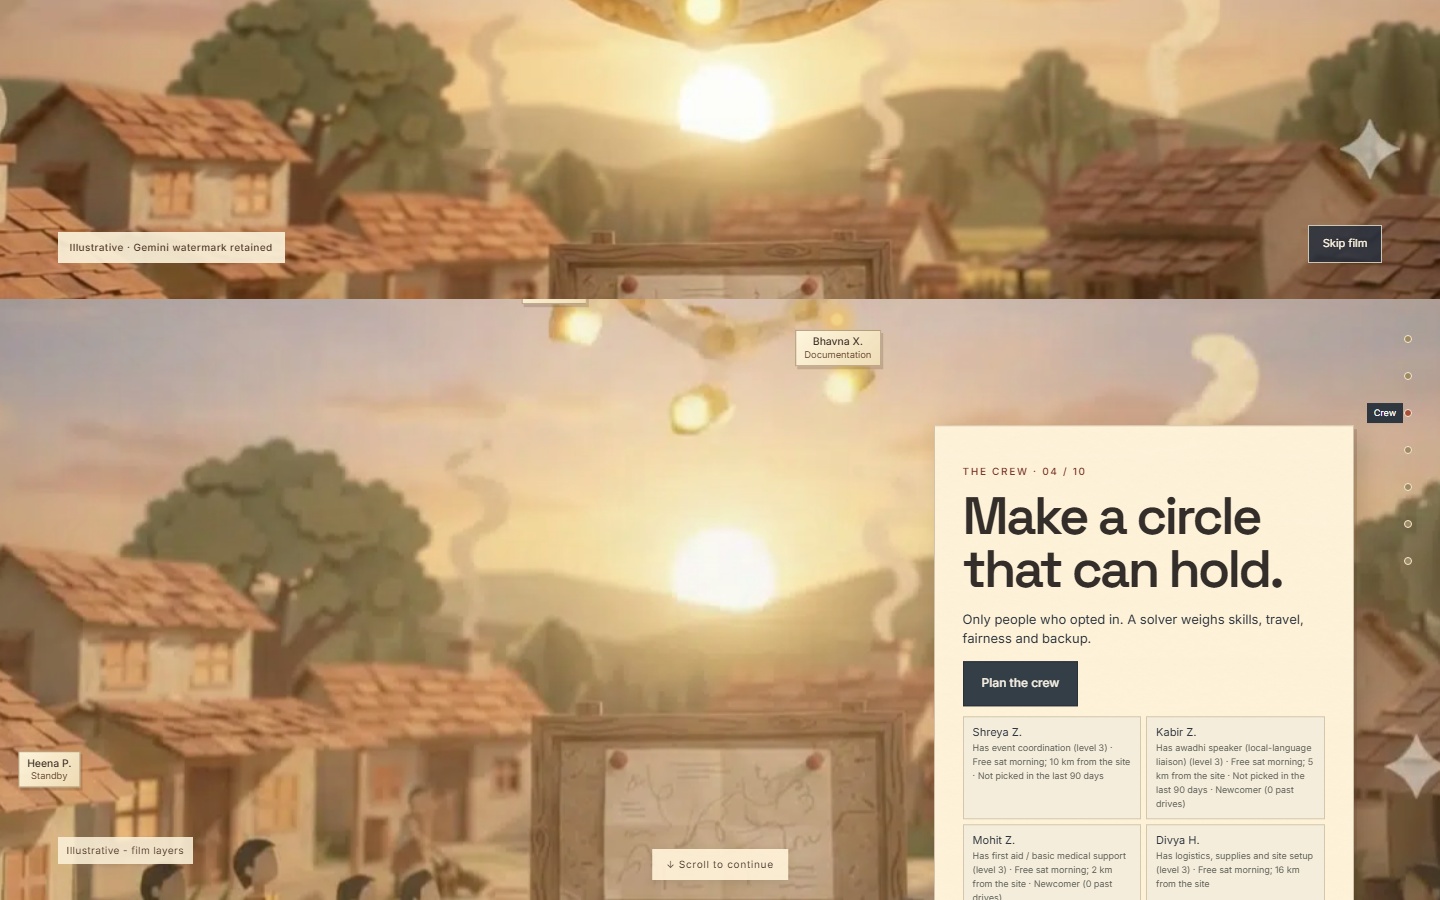 Illustrative · Gemini watermark retained
Skip film
Bhavna X.
Documentation
Crew
THE CREW · 04 / 10
Make a circle
that can hold.
Only people who opted in. A solver weighs skills, travel,
fairness and backup.
Plan the crew
Shreya Z.
Has event coordination (level 3) ·
Free sat morning; 10 km from the site
· Not picked in the last 90 days
Kabir Z.
Has awadhi speaker (local-language
liaison) (level 3) · Free sat morning; 5
km from the site · Not picked in the
last 90 days · Newcomer (0 past
drives)
Mohit Z.
Has first aid / basic medical support
(level 3) · Free sat morning; 2 km
from the site · Newcomer (0 past
drives)
Divya H.
Has logistics, supplies and site setup
(level 3) · Free sat morning; 16 km
from the site
Heena P.
Standby
Illustrative - film layers
↓ Scroll to continue